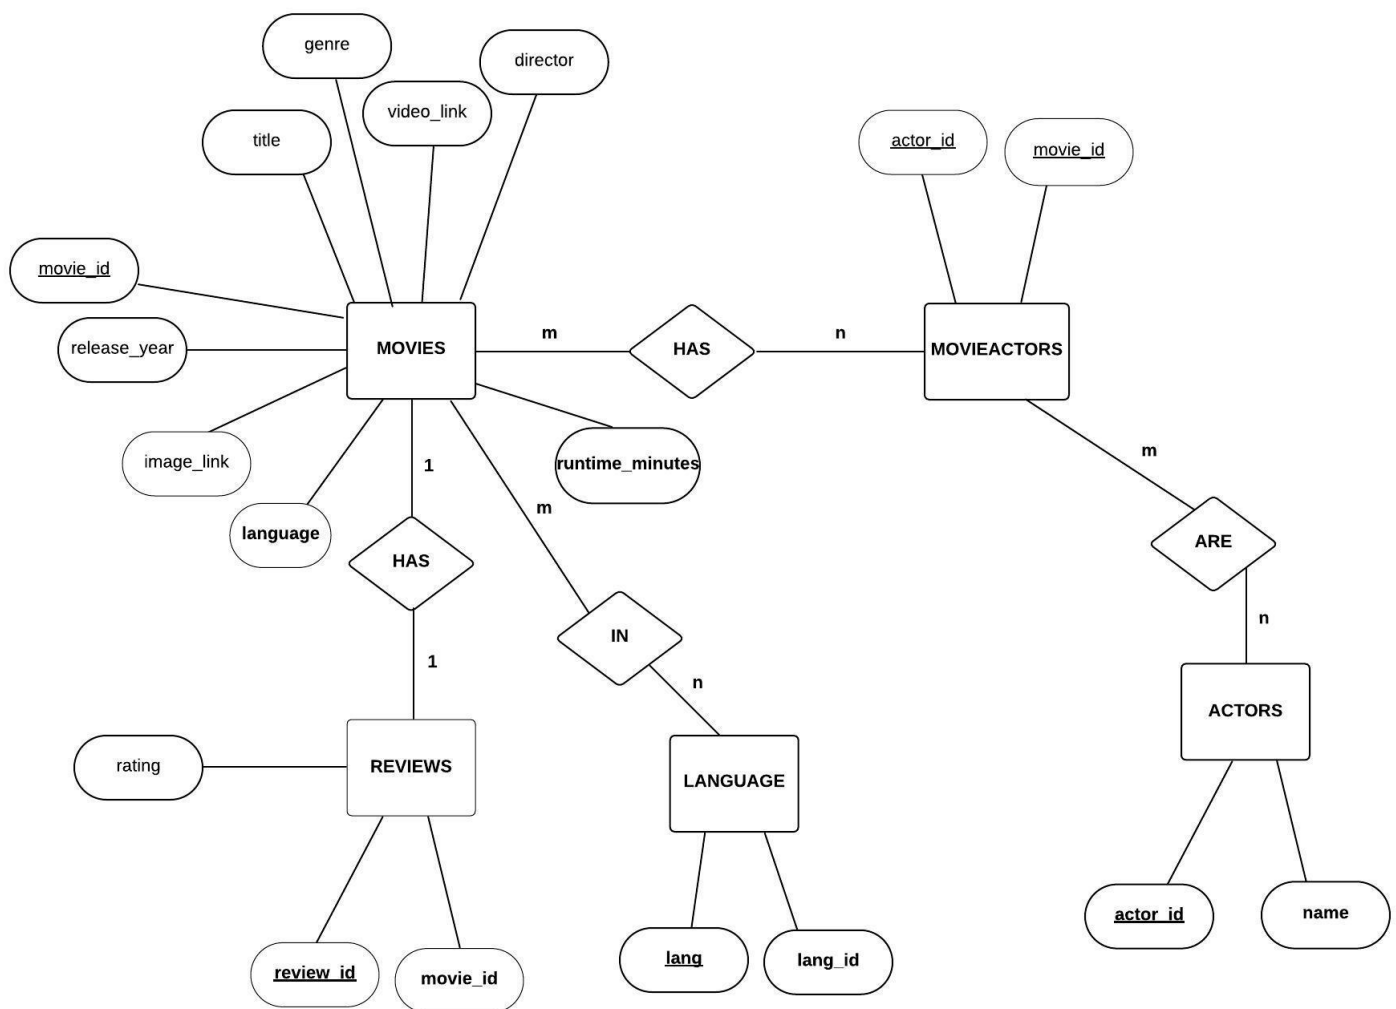 genre
director
video_link
title
actor_id
movie_id
movie_id
release_year
MOVIES
m
HAS
n
MOVIEACTORS
image_link
1
runtime_minutes
m
language
m
HAS
ARE
IN
n
1
n
ACTORS
rating
REVIEWS
LANGUAGE
review_id
movie_id
lang
lang_id
actor_id
name